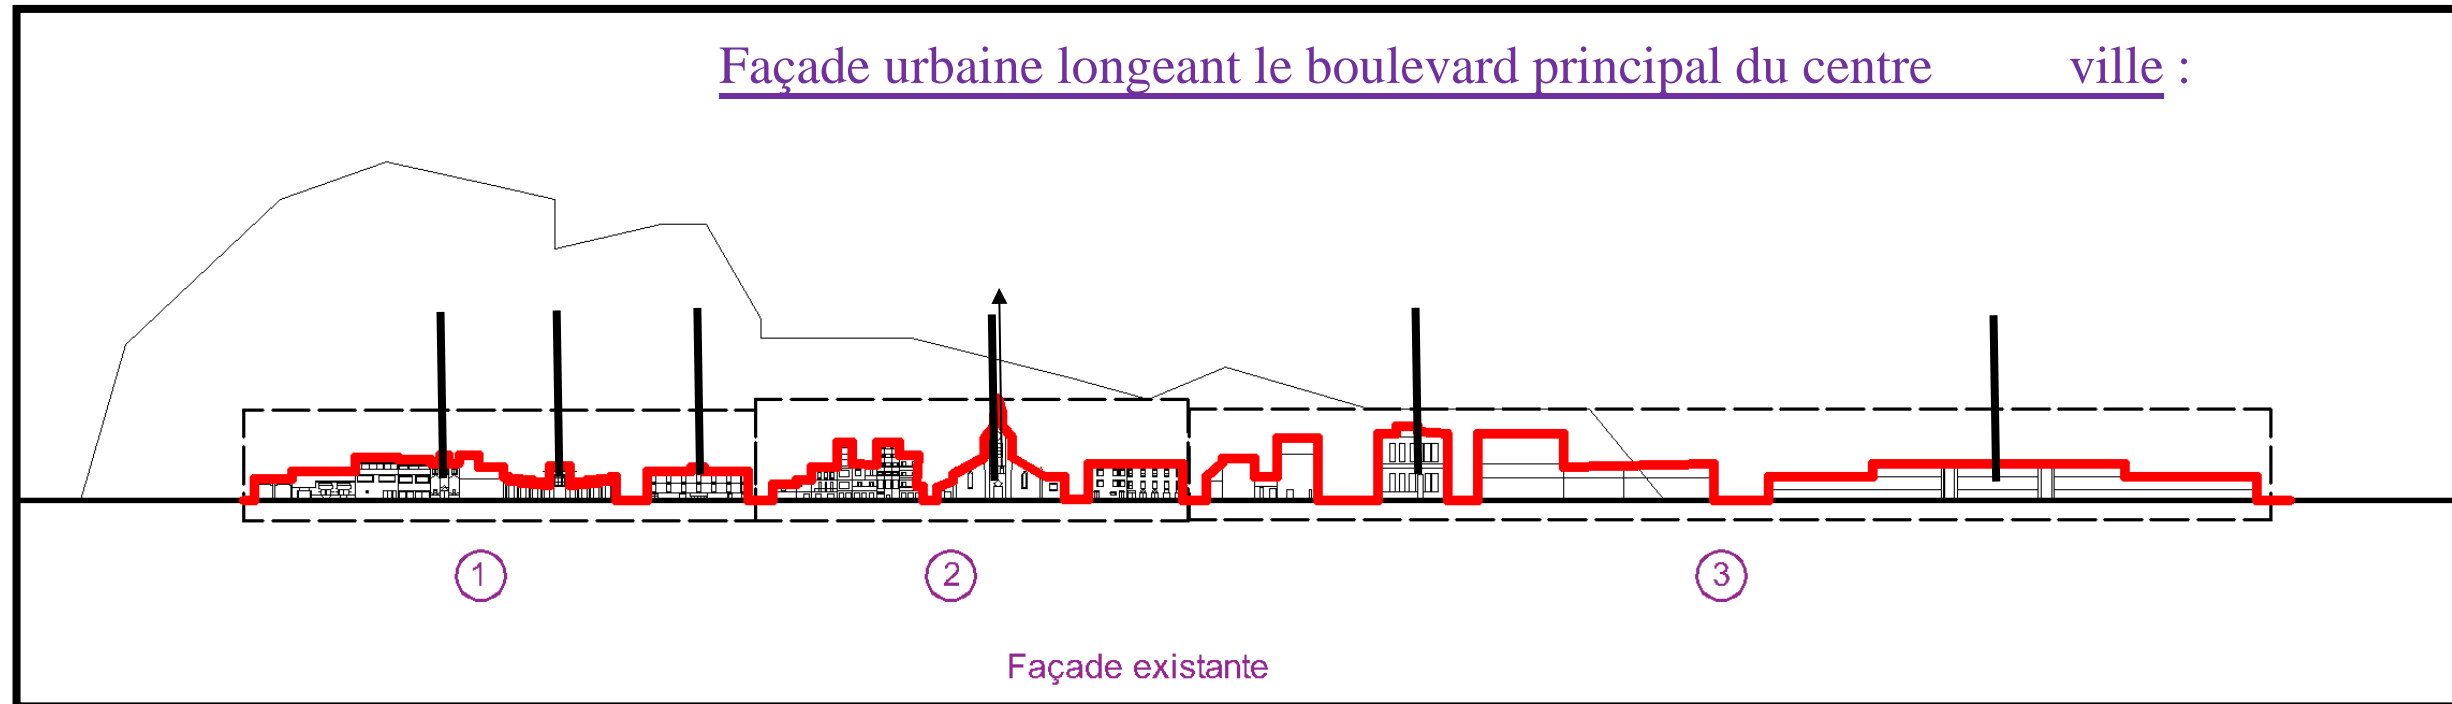 Façade urbaine longeant le boulevard principal du centre ville :
1 2 3
Façade existante